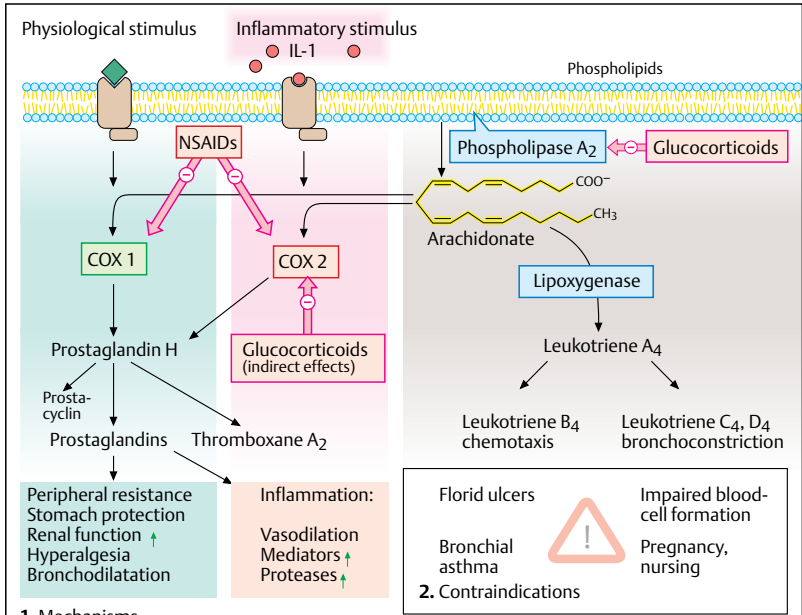 Physiological stimulus
Inflammatory stimulus
IL-1
Phospholipids
NSAIDs
Phospholipase A2
Glucocorticoids
COO−
CH3
Arachidonate
COX 1
COX 2
Lipoxygenase
Prostaglandin H
Glucocorticoids
(indirect effects)
Leukotriene A4
Prosta-
cyclin
Prostaglandins
Thromboxane A2
Leukotriene B4
chemotaxis
Leukotriene C4, D4
bronchoconstriction
Peripheral resistance
Stomach protection
Renal function
Hyperalgesia
Bronchodilatation
Inflammation:
Vasodilation
Mediators
Proteases
Florid ulcers
Impaired blood-
cell formation
Bronchial
asthma
Pregnancy,
nursing
!
2. Contraindications
1. Mechanisms